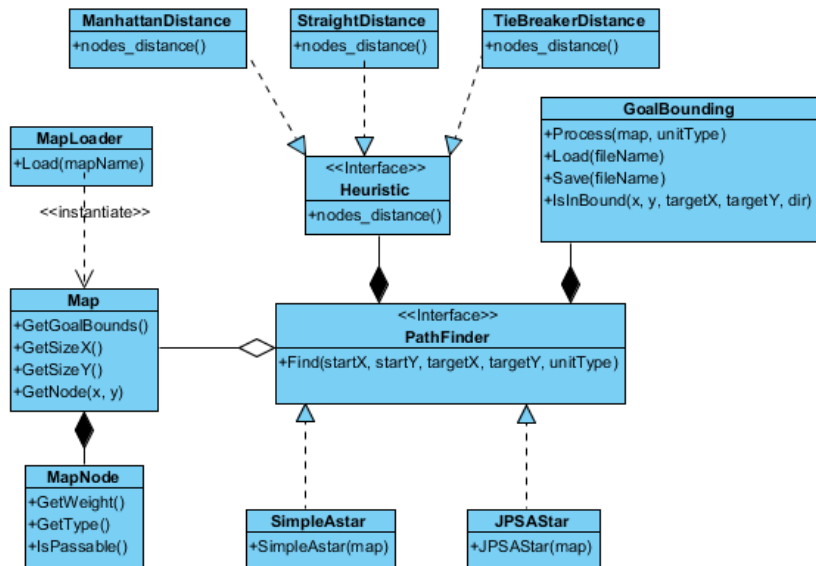 ManhattanDistance
+nodes_distance()
StraightDistance
+nodes_distance()
TieBreakerDistance
+nodes_distance()
GoalBounding
+Process(map, unitType)
+Load(fileName)
+Save(fileName)
+IsInBound(x, y, targetX, targetY, dir)
MapLoader
+Load(mapName)
<<instantiate>>
<<Interface>>
Heuristic
+nodes_distance()
Map
+GetGoalBounds()
+GetSizeX()
+GetSizeY()
+GetNode(x, y)
<<Interface>>
PathFinder
+Find(startX, startY, targetX, targetY, unitType)
MapNode
+GetWeight()
+GetType()
+IsPassable()
SimpleAstar
+SimpleAstar(map)
JPSAStar
+JPSAStar(map)